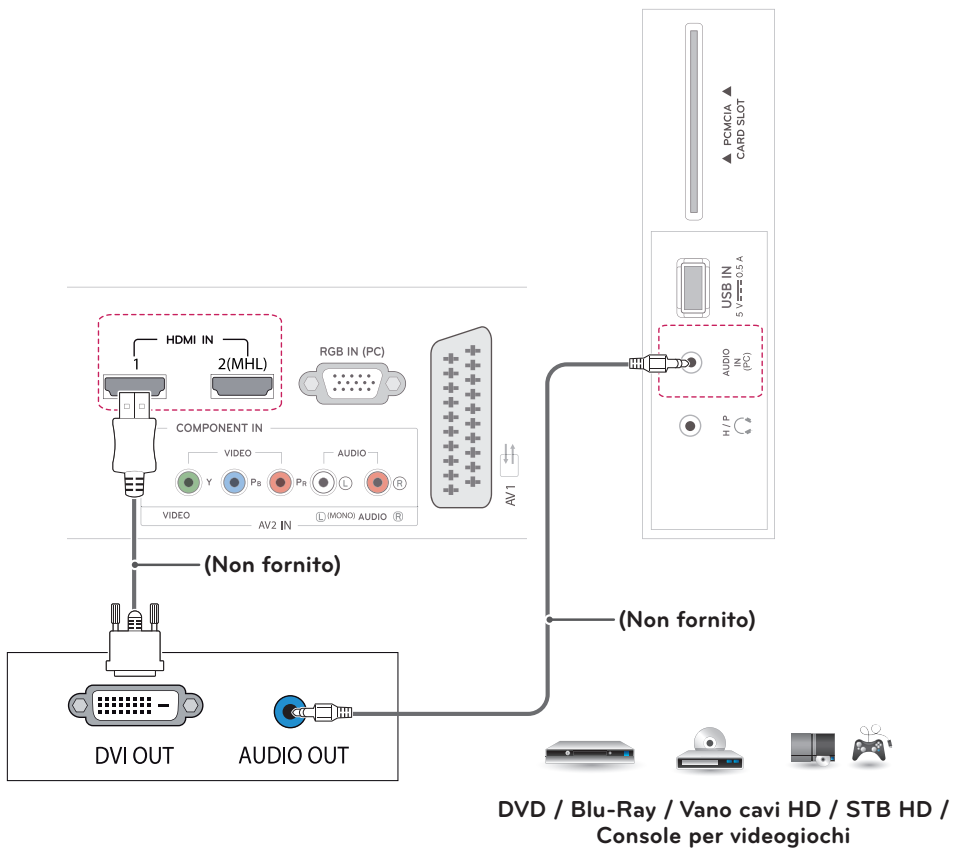 ▲ PCMCIA ▲
CARD SLOT
USB IN
5 V 0.5 A
AUDIO
IN
(PC)
H / P
HDMI IN
1
2(MHL)
RGB IN (PC)
COMPONENT IN
VIDEO
AUDIO
Y
PB
PR
L
R
VIDEO
L (MONO) AUDIO R
AV2 IN
AV1
(Non fornito)
(Non fornito)
DVI OUT
AUDIO OUT
DVD / Blu-Ray / Vano cavi HD / STB HD /
Console per videogiochi